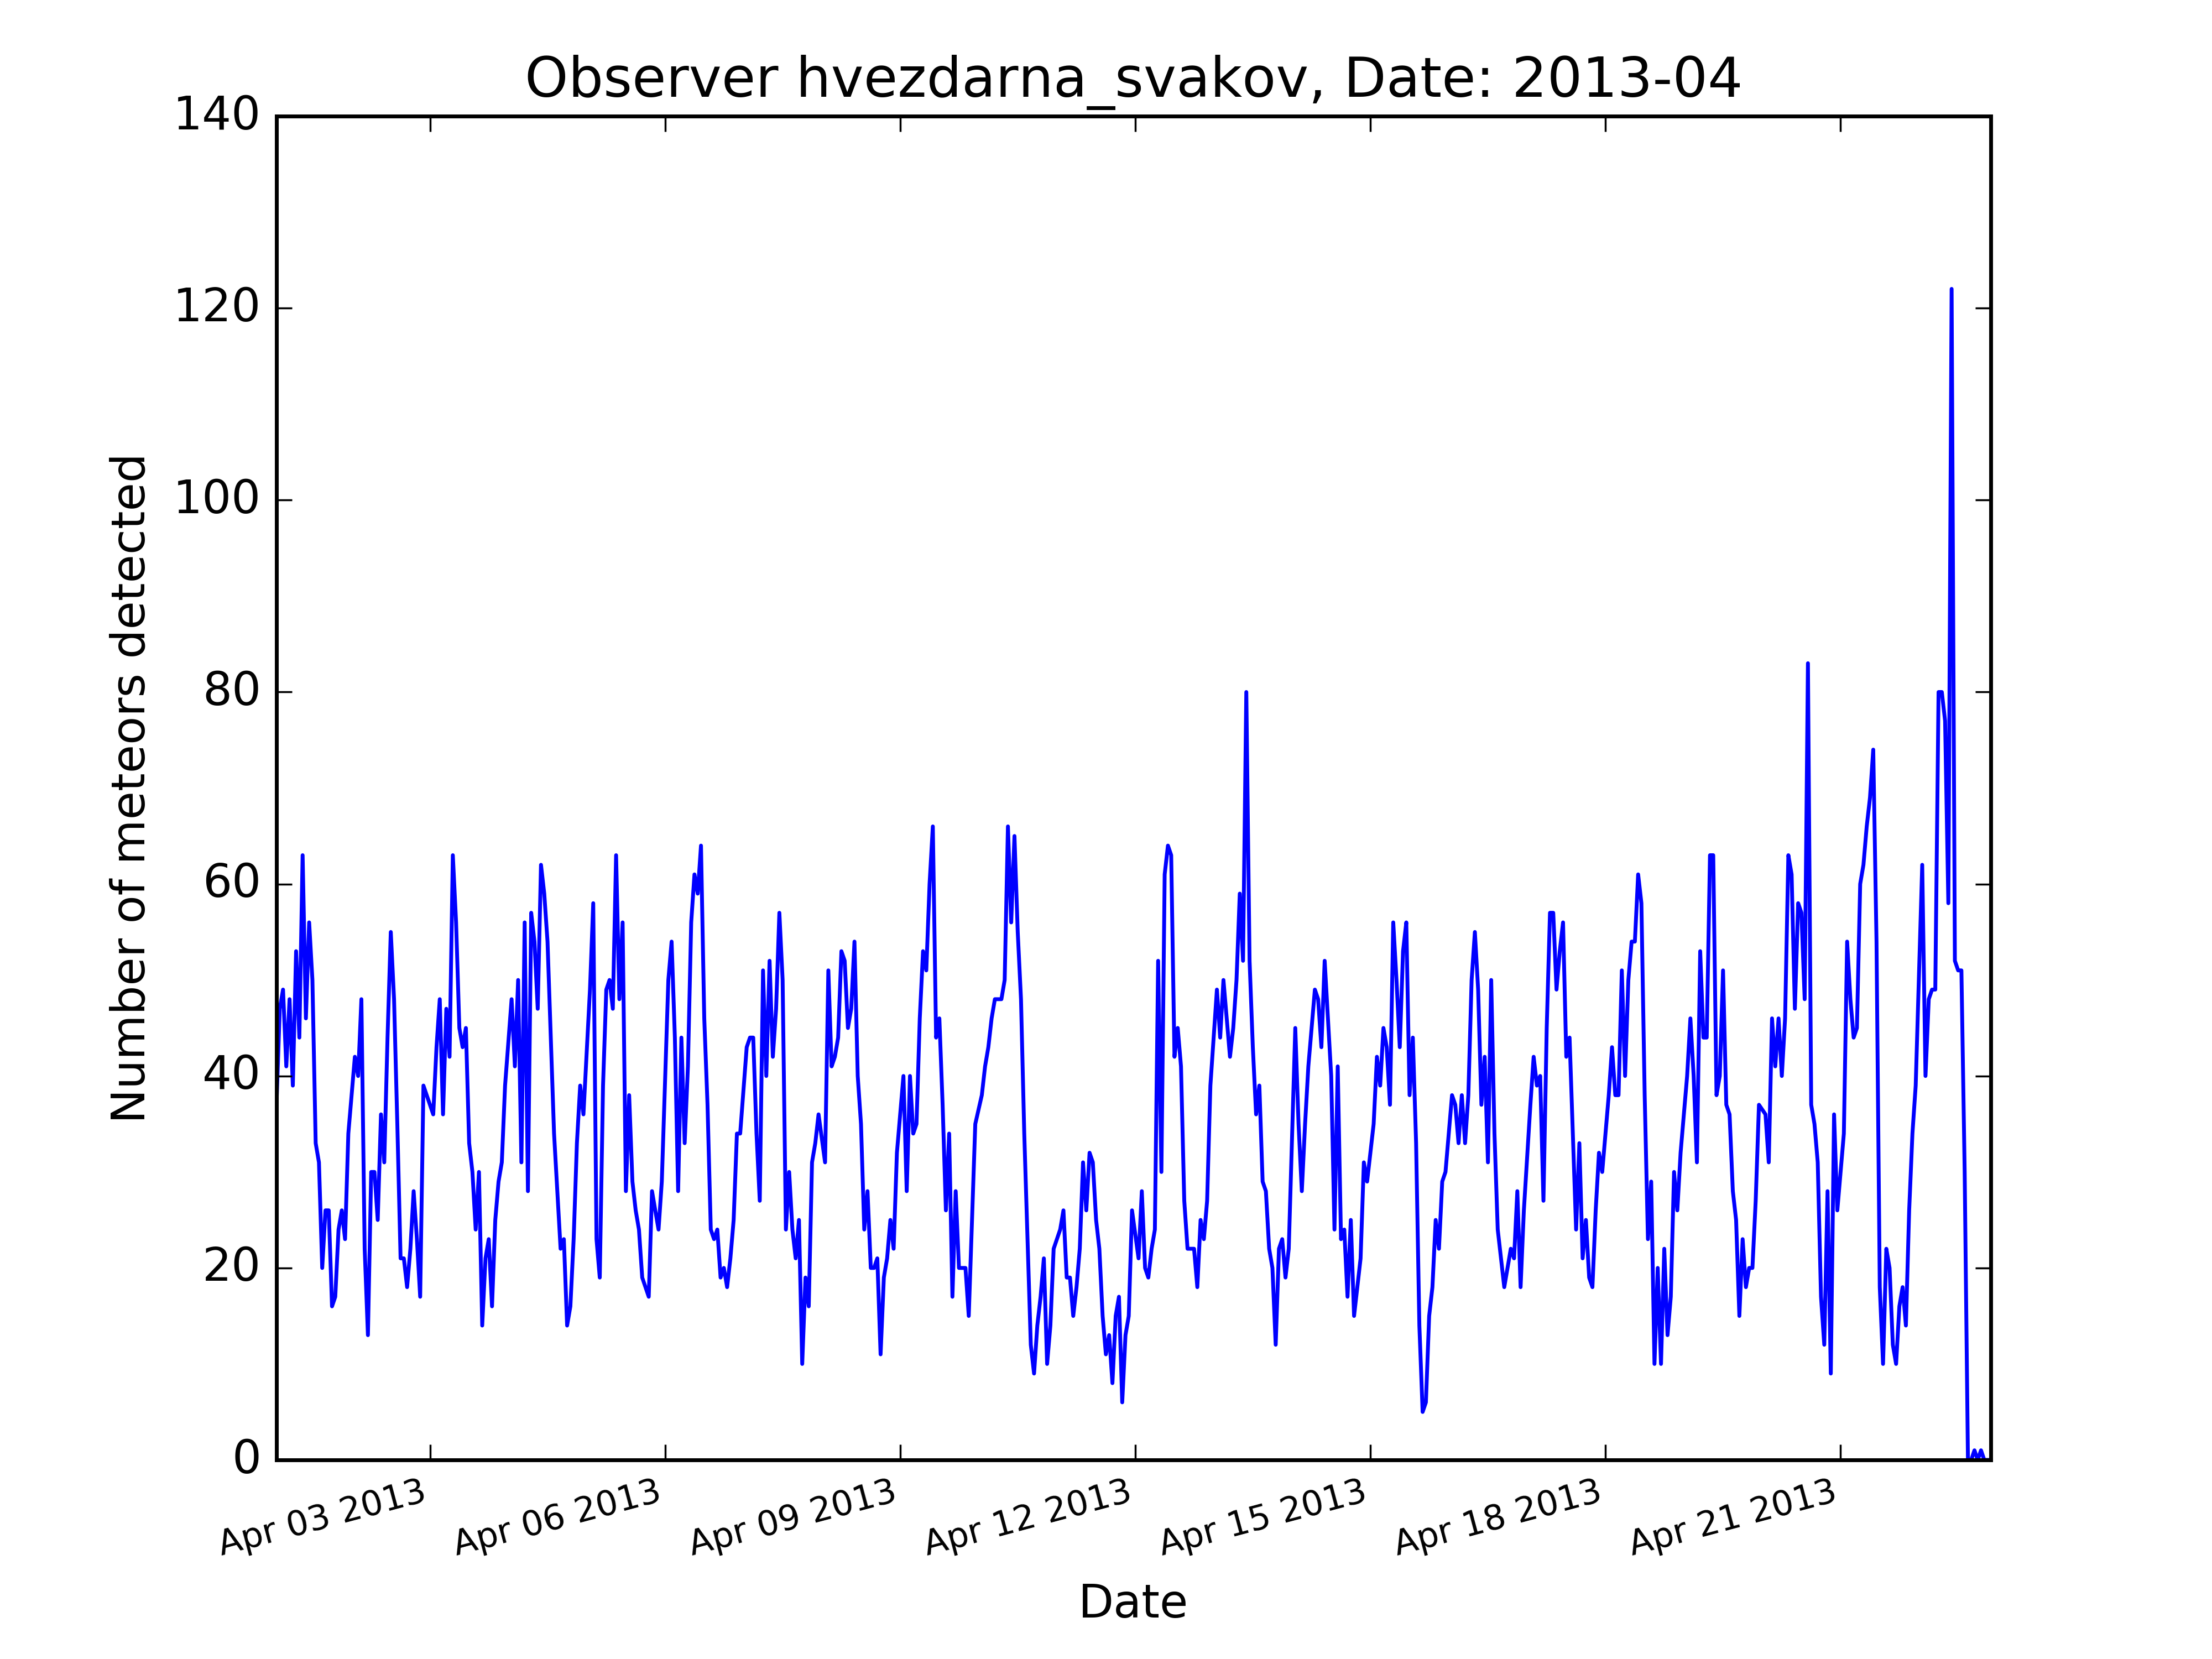 Observer hvezdarna_svakov, Date: 2013-04
140
120
100
80
60
40
20
0
Number of meteors detected
Apr 03 2013
Apr 06 2013
Apr 09 2013
Apr 12 2013
Apr 15 2013
Apr 18 2013
Apr 21 2013
Date